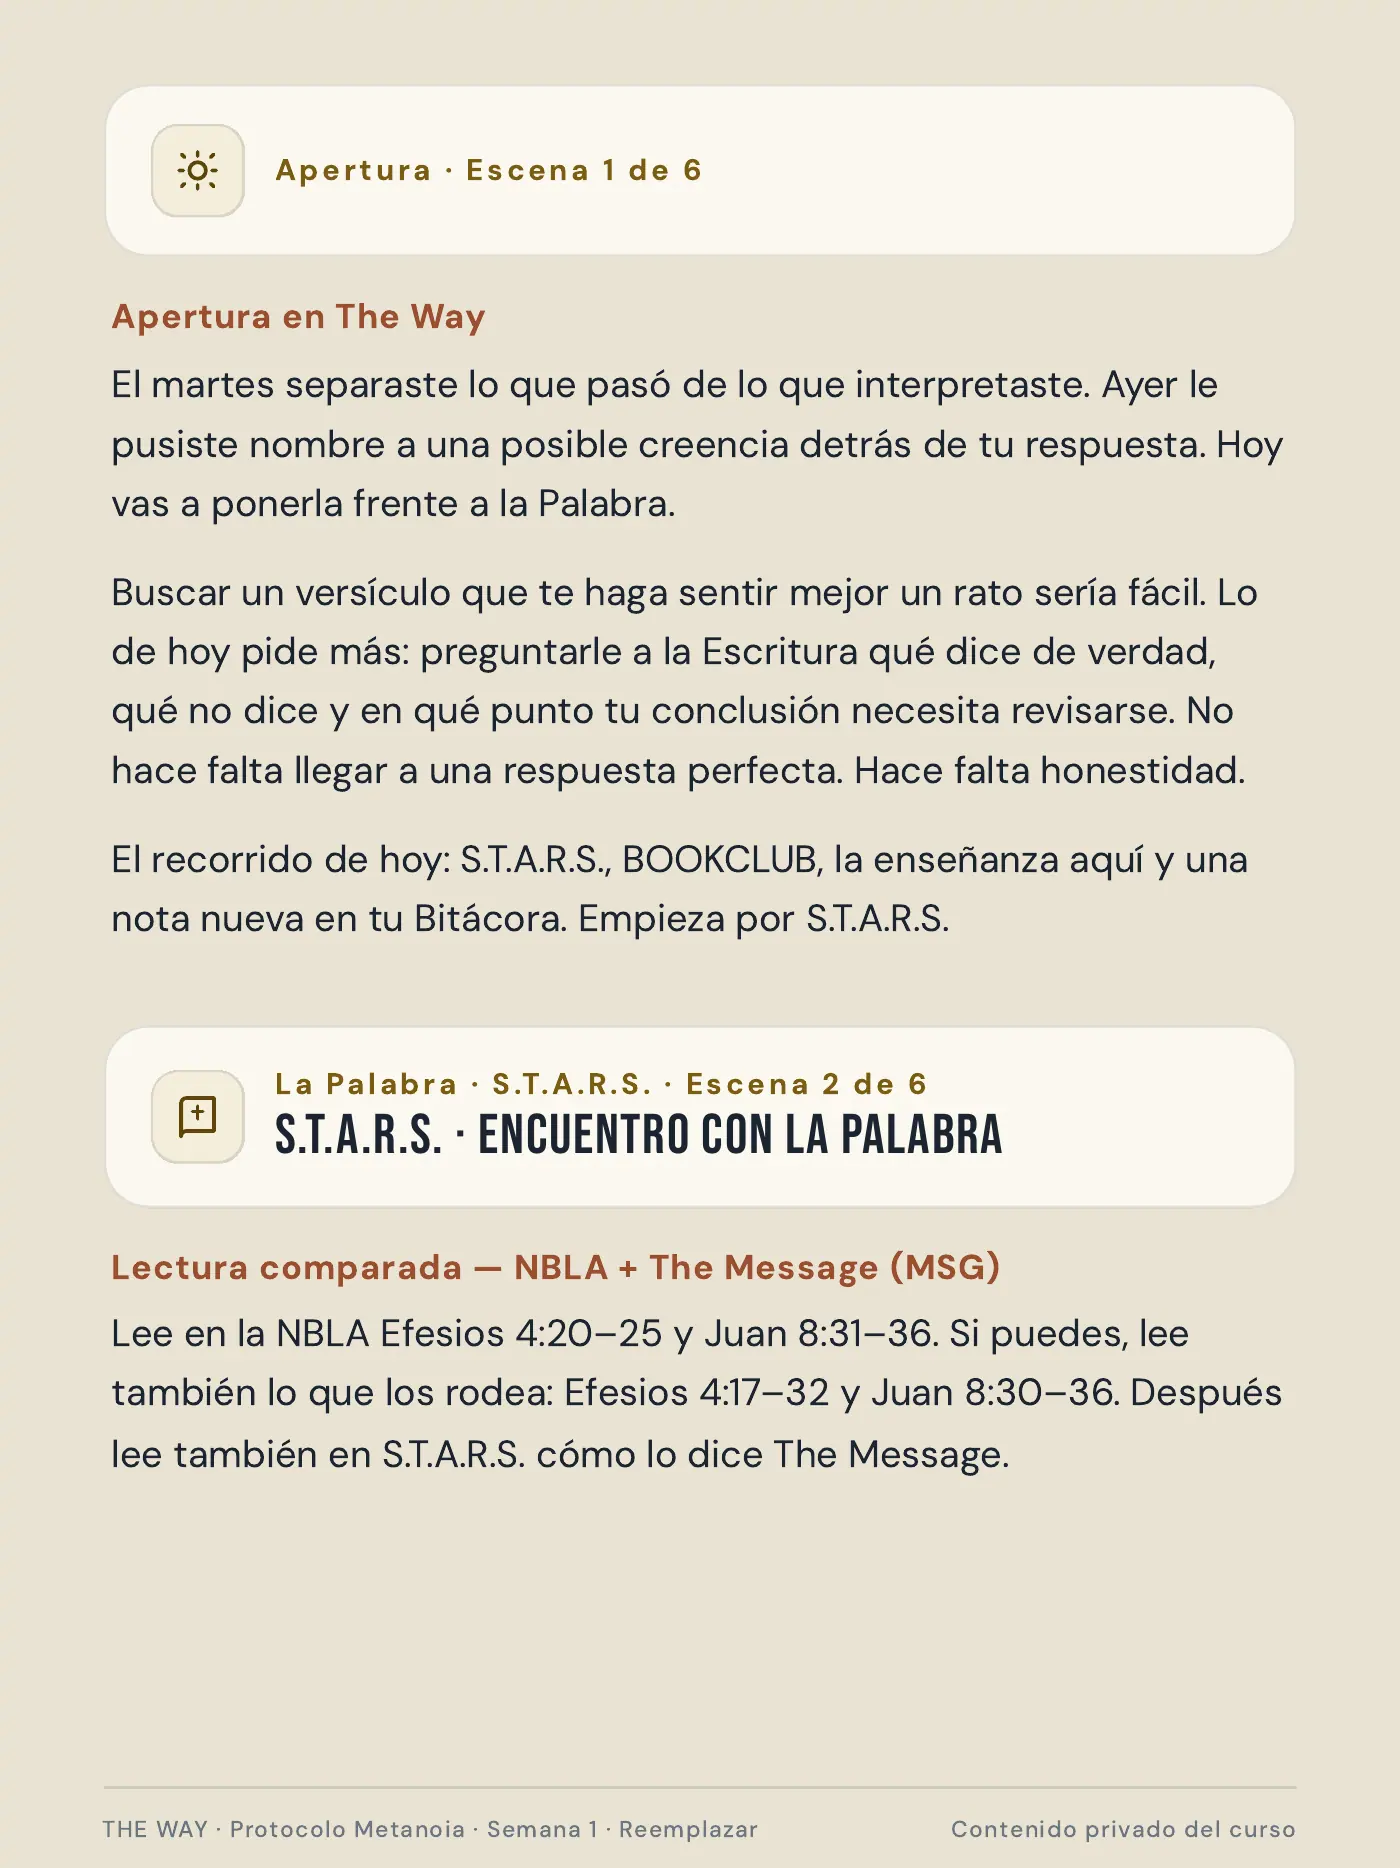 Apertura · Escena 1 de 6
Apertura en The Way
El martes separaste lo que pasó de lo que interpretaste. Ayer le
pusiste nombre a una posible creencia detrás de tu respuesta. Hoy
vas a ponerla frente a la Palabra.
Buscar un versículo que te haga sentir mejor un rato sería fácil. Lo
de hoy pide más: preguntarle a la Escritura qué dice de verdad,
qué no dice y en qué punto tu conclusión necesita revisarse. No
hace falta llegar a una respuesta perfecta. Hace falta honestidad.
El recorrido de hoy: S.T.A.R.S., BOOKCLUB, la enseñanza aquí y una
nota nueva en tu Bitácora. Empieza por S.T.A.R.S.
La Palabra · S.T.A.R.S. · Escena 2 de 6
S.T.A.R.S. · ENCUENTRO CON LA PALABRA
Lectura comparada — NBLA + The Message (MSG)
Lee en la NBLA Efesios 4:20–25 y Juan 8:31–36. Si puedes, lee
también lo que los rodea: Efesios 4:17–32 y Juan 8:30–36. Después
lee también en S.T.A.R.S. cómo lo dice The Message.
THE WAY · Protocolo Metanoia · Semana 1 · Reemplazar
Contenido privado del curso